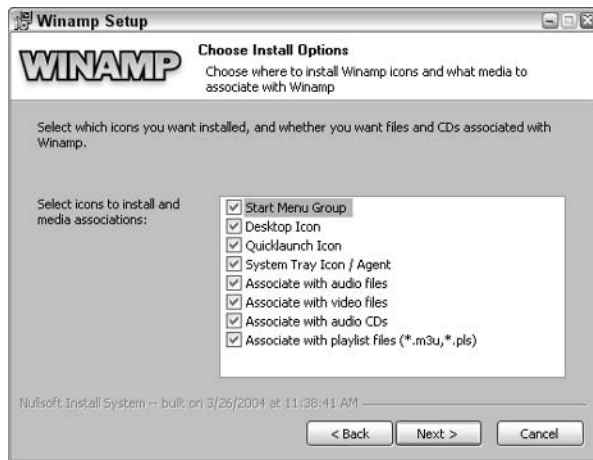 Winamp Setup
WINAMP
Choose Install Options
Choose where to install Winamp icons and what media to
associate with Winamp
Select which icons you want installed, and whether you want files and CDs associated with
Winamp.
Select icons to install and
media associations:
Start Menu Group
Desktop Icon
Quicklaunch Icon
System Tray Icon / Agent
Associate with audio files
Associate with video files
Associate with audio CDs
Associate with playlist files (*.m3u,*.pls)
Nullsoft Install System -- built on 3/26/2004 at 11:38:41 AM
< Back
Next >
Cancel